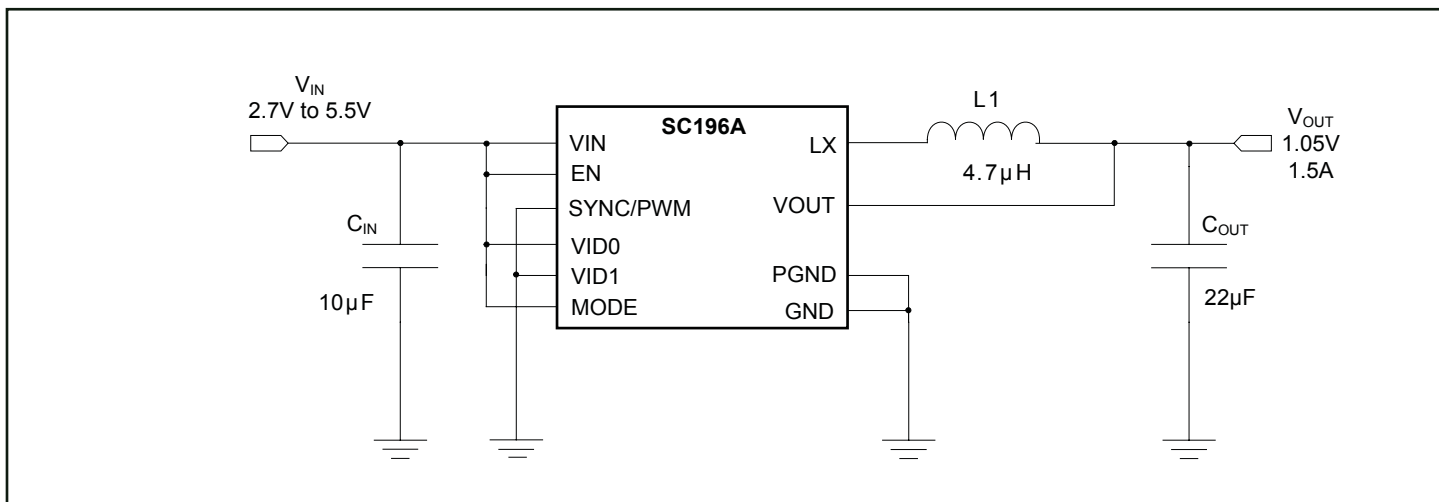 V_IN
2.7V to 5.5V
C_IN
10µF
SC196A
VIN
EN
SYNC/PWM
VID0
VID1
MODE
LX
VOUT
PGND
GND
L1
4.7µH
V_OUT
1.05V
1.5A
C_OUT
22µF